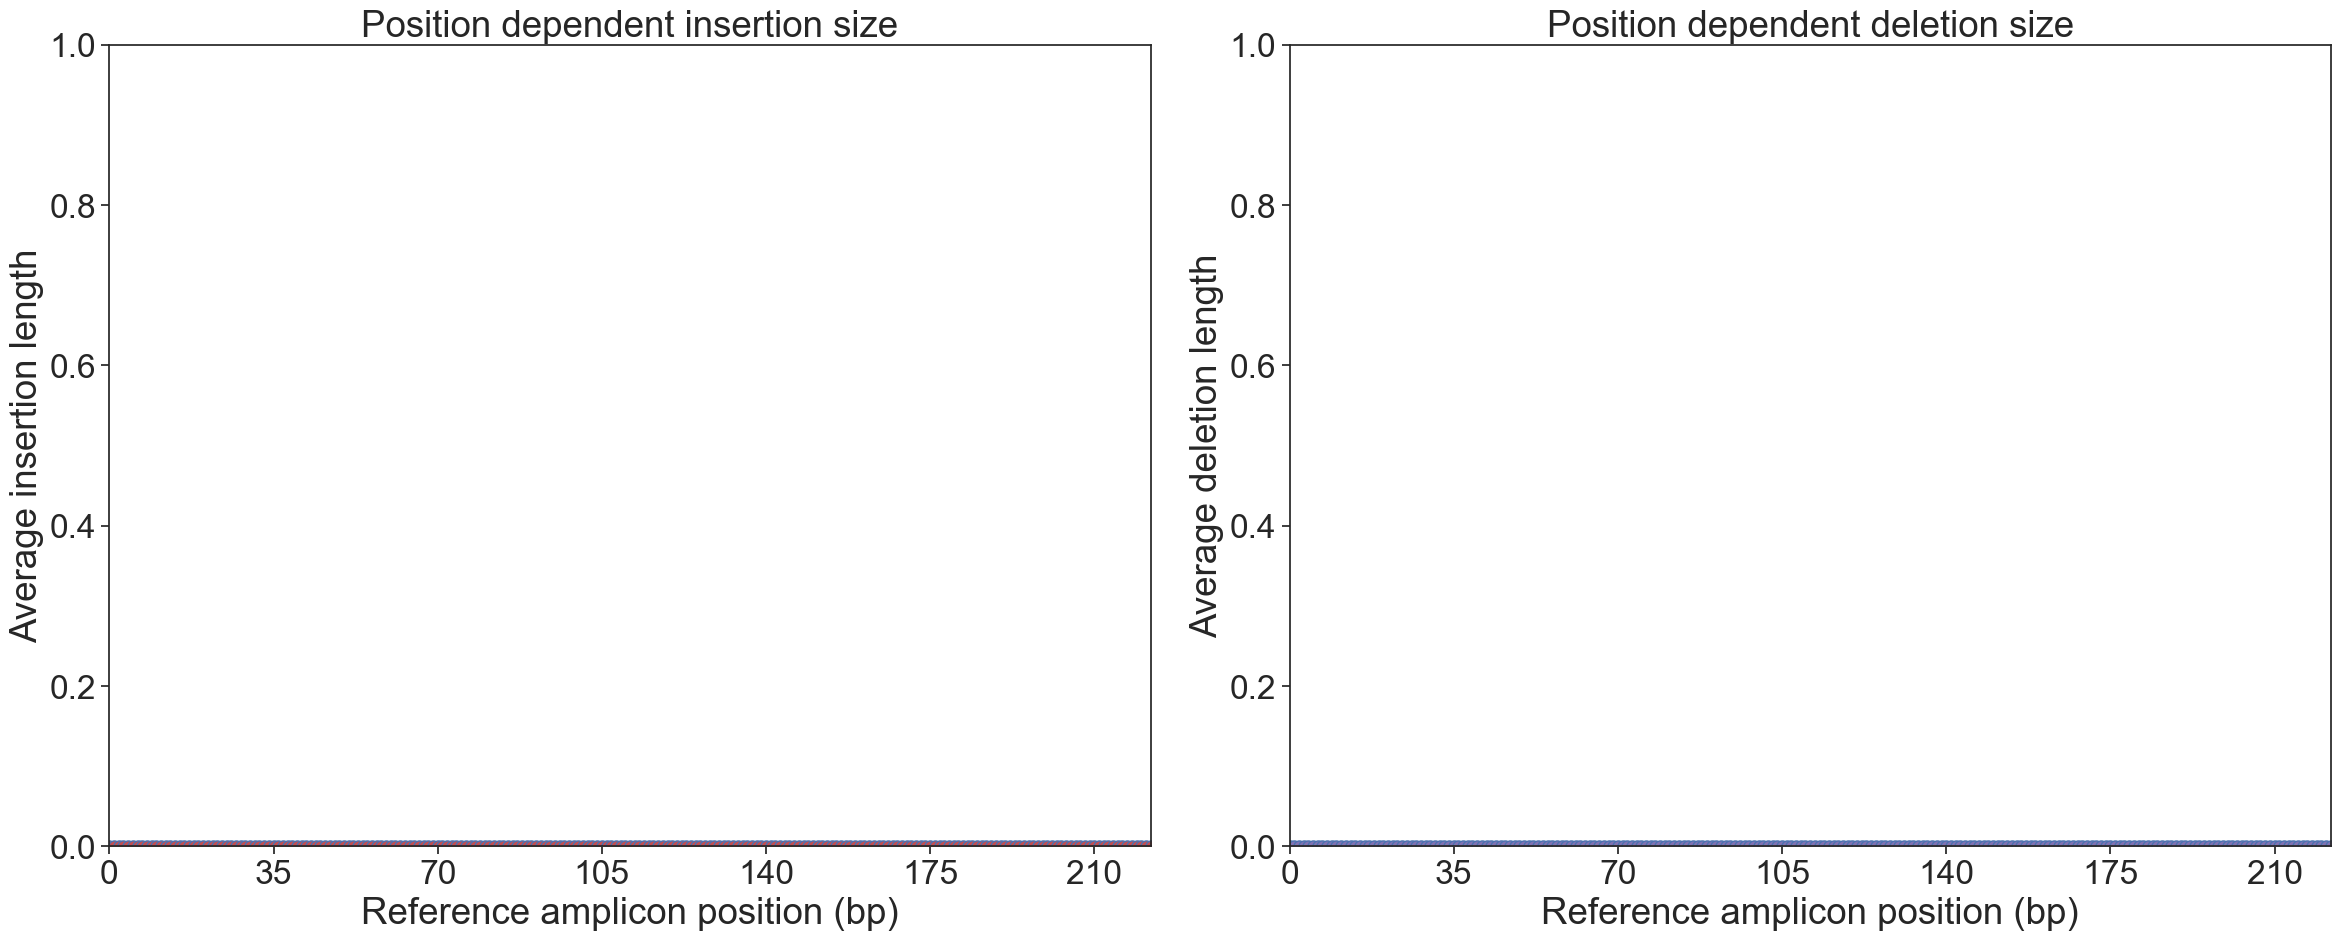 Position dependent insertion size
1.0
0.8
0.6
0.4
0.2
0.0
Average insertion length
0 35 70 105 140 175 210
Reference amplicon position (bp)
Position dependent deletion size
1.0
0.8
0.6
0.4
0.2
0.0
Average deletion length
0 35 70 105 140 175 210
Reference amplicon position (bp)